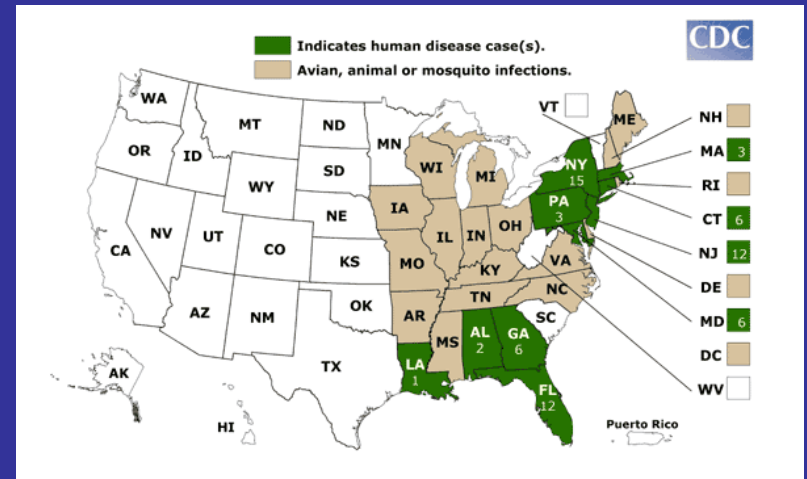 Indicates human disease case(s).
Avian, animal or mosquito infections.
CDC
WA
MT
ND
MN
VT
ME
NH
OR
ID
SD
WI
MI
NY
15
MA 3
WY
RI
IA
PA
3
NE
CT 6
NV
UT
CO
IL
IN
OH
NJ 12
CA
KS
MO
KY
VA
DE
AZ
NM
OK
AR
TN
NC
MD 6
SC
TX
MS
AL
2
GA
6
DC
LA
1
WV
AK
FL
12
HI
Puerto Rico